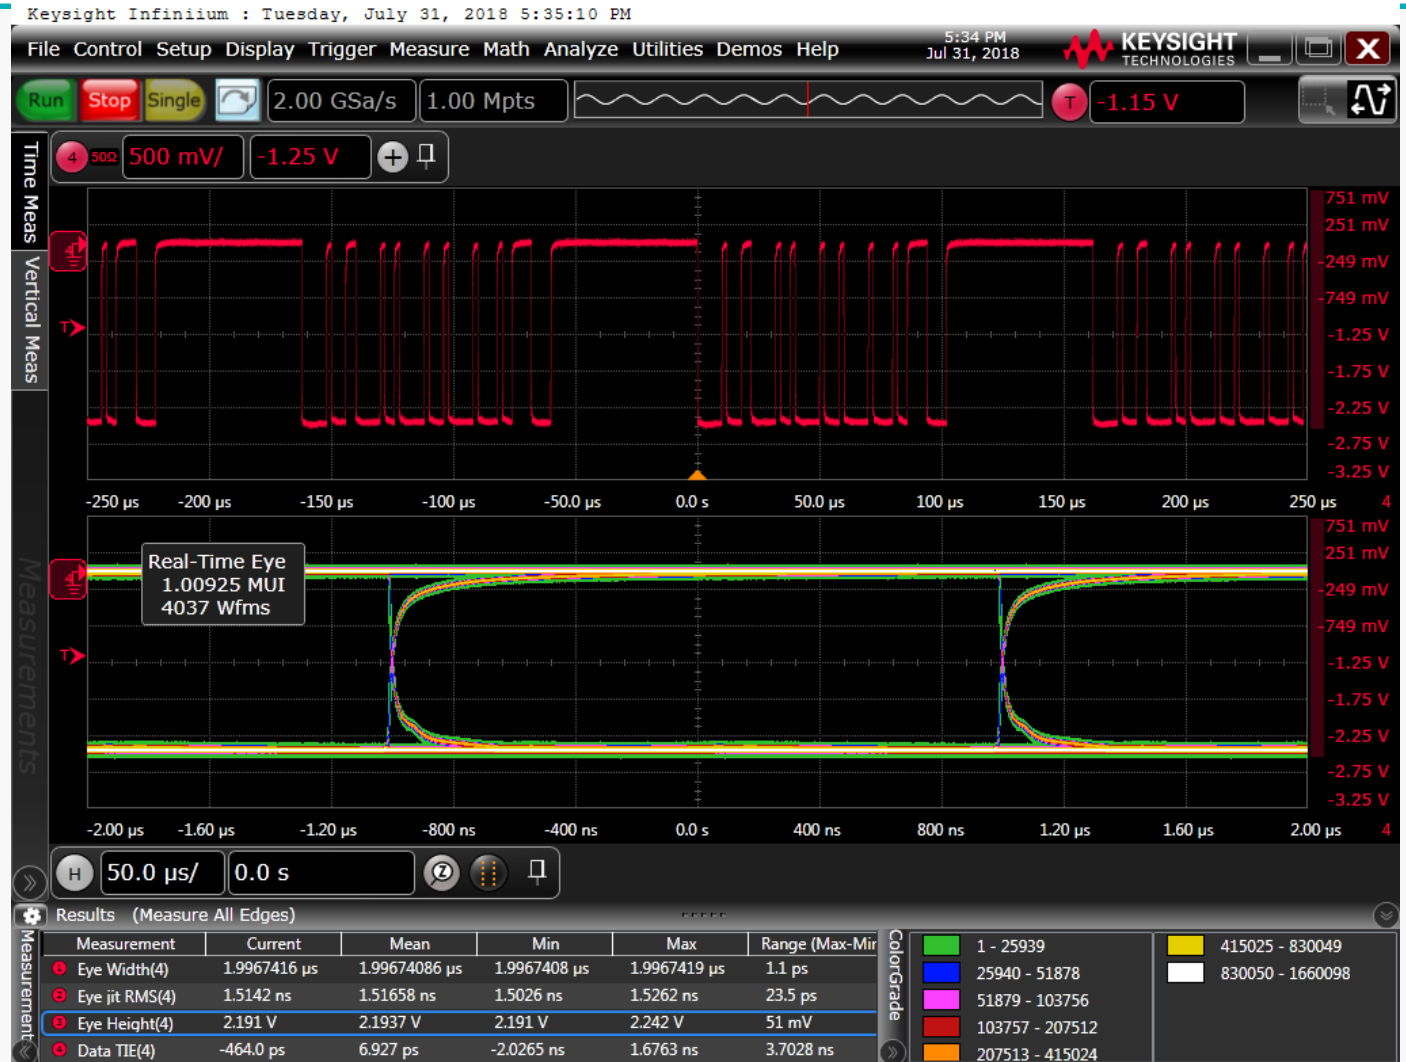 Keysight Infiniium : Tuesday, July 31, 2018 5:35:10 PM
File Control Setup Display Trigger Measure Math Analyze Utilities Demos Help
5:34 PM
Jul 31, 2018
KEYSIGHT
TECHNOLOGIES
X
Run Stop Single 2.00 GSa/s 1.00 Mpts T -1.15 V
Time Meas
Vertical Meas
4 50Ω 500 mV/ -1.25 V +
751 mV
251 mV
-249 mV
-749 mV
-1.25 V
-1.75 V
-2.25 V
-2.75 V
-3.25 V
4
T
-250 µs -200 µs -150 µs -100 µs -50.0 µs 0.0 s 50.0 µs 100 µs 150 µs 200 µs 250 µs 4
Real-Time Eye
1.00925 MUI
4037 Wfms
751 mV
251 mV
-249 mV
-749 mV
-1.25 V
-1.75 V
-2.25 V
-2.75 V
-3.25 V
4
T
Measurements
-2.00 µs -1.60 µs -1.20 µs -800 ns -400 ns 0.0 s 400 ns 800 ns 1.20 µs 1.60 µs 2.00 µs 4
H 50.0 µs/ 0.0 s Z
Results (Measure All Edges)
Measurement
Measurement Current Mean Min Max Range (Max-Min
1 Eye Width(4) 1.9967416 µs 1.99674086 µs 1.9967408 µs 1.9967419 µs 1.1 ps
2 Eye jit RMS(4) 1.5142 ns 1.51658 ns 1.5026 ns 1.5262 ns 23.5 ps
3 Eye Height(4) 2.191 V 2.1937 V 2.191 V 2.242 V 51 mV
4 Data TIE(4) -464.0 ps 6.927 ps -2.0265 ns 1.6763 ns 3.7028 ns
ColorGrade
1 - 25939
25940 - 51878
51879 - 103756
103757 - 207512
207513 - 415024
415025 - 830049
830050 - 1660098